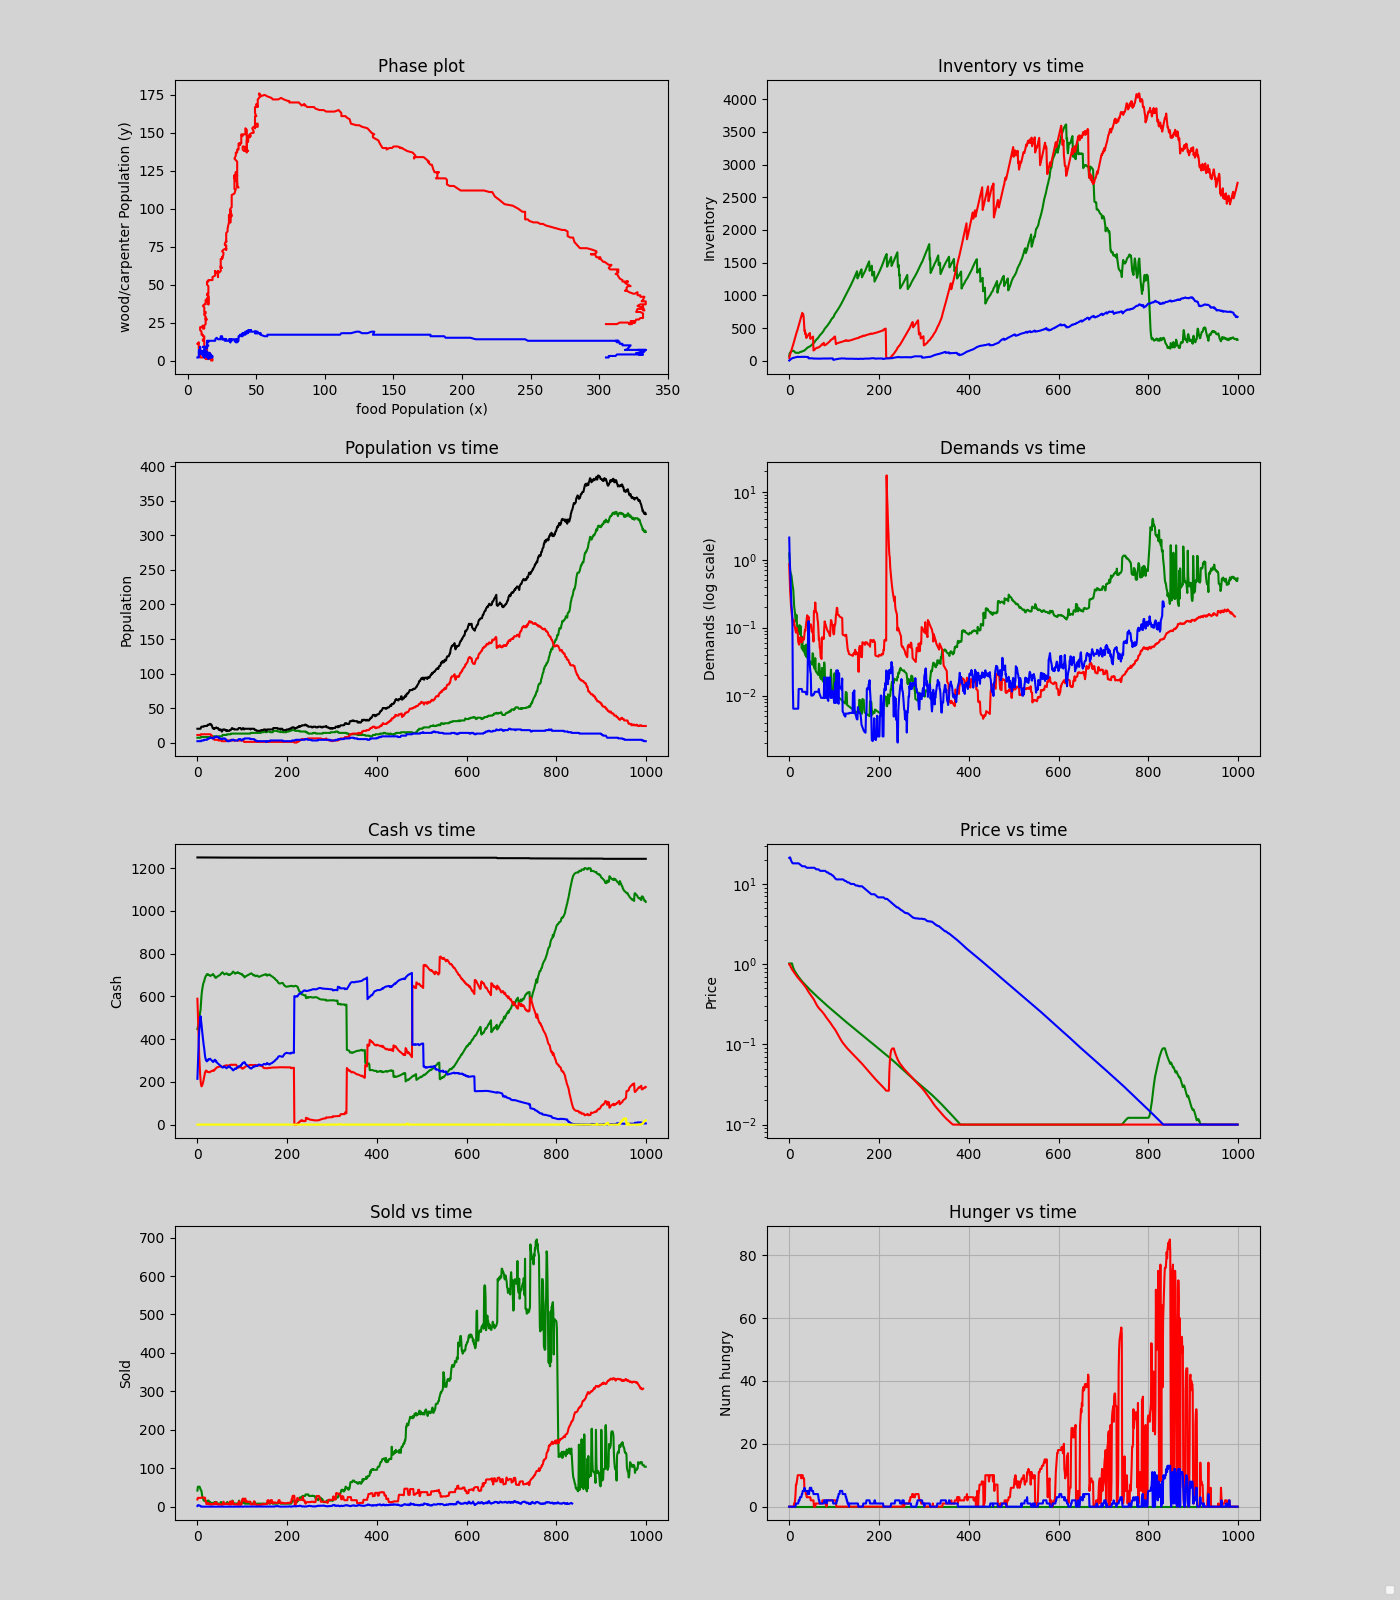 Phase plot
175
150
125
100
75
50
25
0
wood/carpenter Population (y)
0 50 100 150 200 250 300 350
food Population (x)
Inventory vs time
4000
3500
3000
2500
2000
1500
1000
500
0
Inventory
0 200 400 600 800 1000
Population vs time
400
350
300
250
200
150
100
50
0
Population
0 200 400 600 800 1000
Demands vs time
10¹
10⁰
10⁻¹
10⁻²
Demands (log scale)
0 200 400 600 800 1000
Cash vs time
1200
1000
800
600
400
200
0
Cash
0 200 400 600 800 1000
Price vs time
10¹
10⁰
10⁻¹
10⁻²
Price
0 200 400 600 800 1000
Sold vs time
700
600
500
400
300
200
100
0
Sold
0 200 400 600 800 1000
Hunger vs time
80
60
40
20
0
Num hungry
0 200 400 600 800 1000